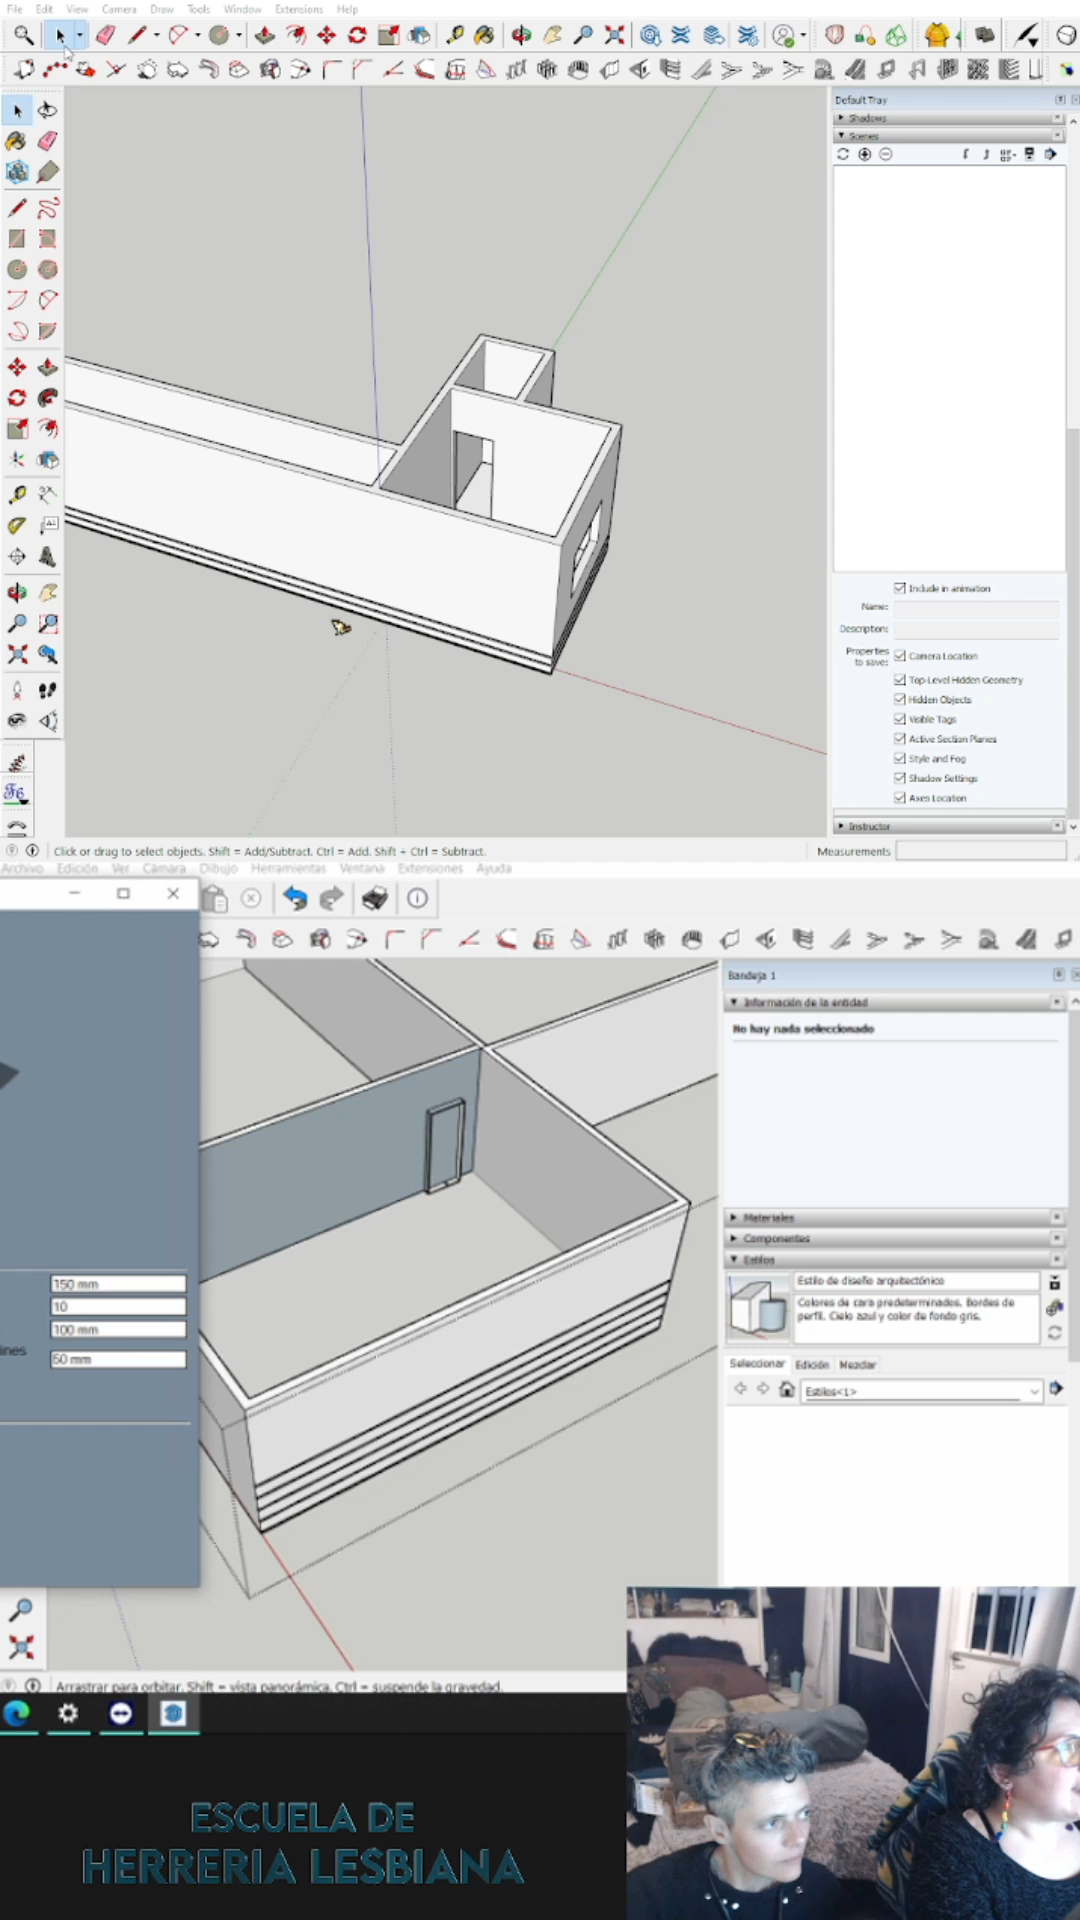 File Edit View Camera Draw Tools Window Extensions Help
Default Tray
Shadows
Scenes
Include in animation
Name:
Description:
Properties to save:
Camera Location
Top-Level Hidden Geometry
Hidden Objects
Visible Tags
Active Section Planes
Style and Fog
Shadow Settings
Axes Location
Instructor
Click or drag to select objects. Shift = Add/Subtract. Ctrl = Add. Shift + Ctrl = Subtract.
Measurements
Archivo Edición Ver Cámara Dibujo Herramientas Ventana Extensiones Ayuda
Bandeja 1
Información de la entidad
No hay nada seleccionado
Materiales
Componentes
Estilos
Estilo de diseño arquitectónico
Colores de cara predeterminados. Bordes de
perfil. Cielo azul y color de fondo gris.
Seleccionar Edición Mezclar
Estilos<1>
150 mm
10
100 mm
ines
50 mm
Arrastrar para orbitar. Shift = vista panorámica. Ctrl = suspende la gravedad.
ESCUELA DE
HERRERIA LESBIANA